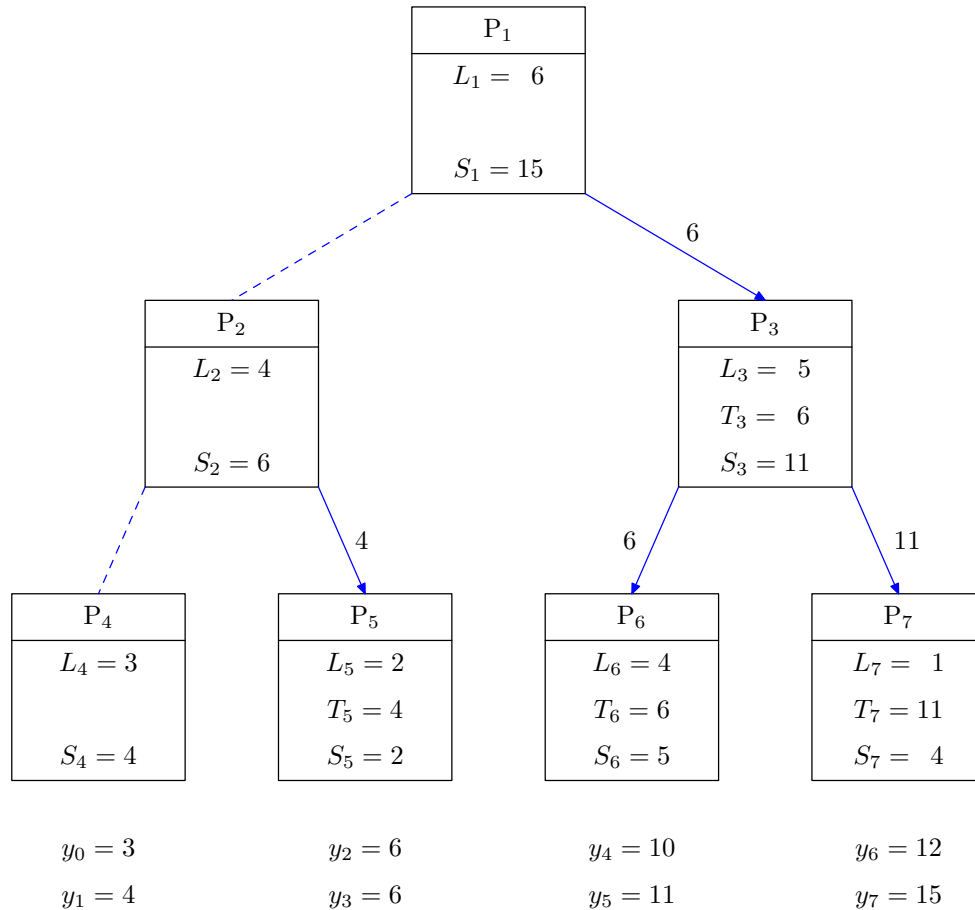 P₁
L₁ = 6
S₁ = 15
6
P₂
L₂ = 4
S₂ = 6
P₃
L₃ = 5
T₃ = 6
S₃ = 11
4
6
11
P₄
L₄ = 3
S₄ = 4
P₅
L₅ = 2
T₅ = 4
S₅ = 2
P₆
L₆ = 4
T₆ = 6
S₆ = 5
P₇
L₇ = 1
T₇ = 11
S₇ = 4
y₀ = 3
y₁ = 4
y₂ = 6
y₃ = 6
y₄ = 10
y₅ = 11
y₆ = 12
y₇ = 15